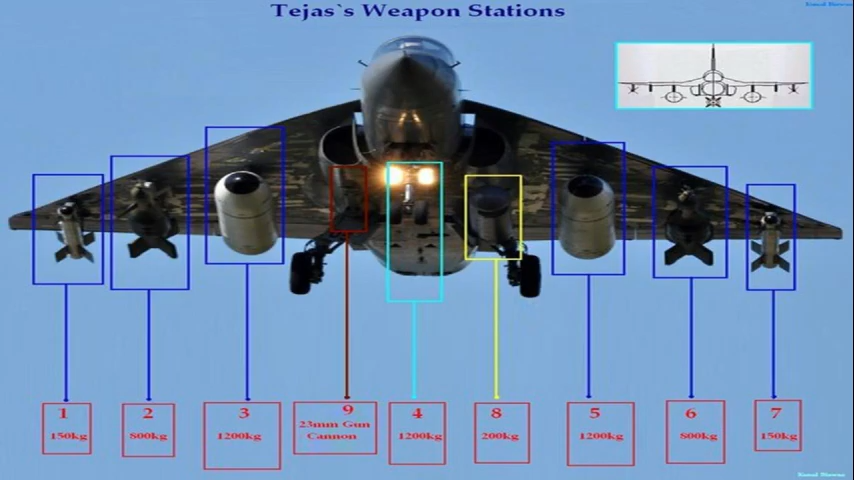 Tejas`s Weapon Stations
1
150kg
2
800kg
3
1200kg
9
23mm Gun
Cannon
4
1200kg
8
200kg
5
1200kg
6
800kg
7
150kg